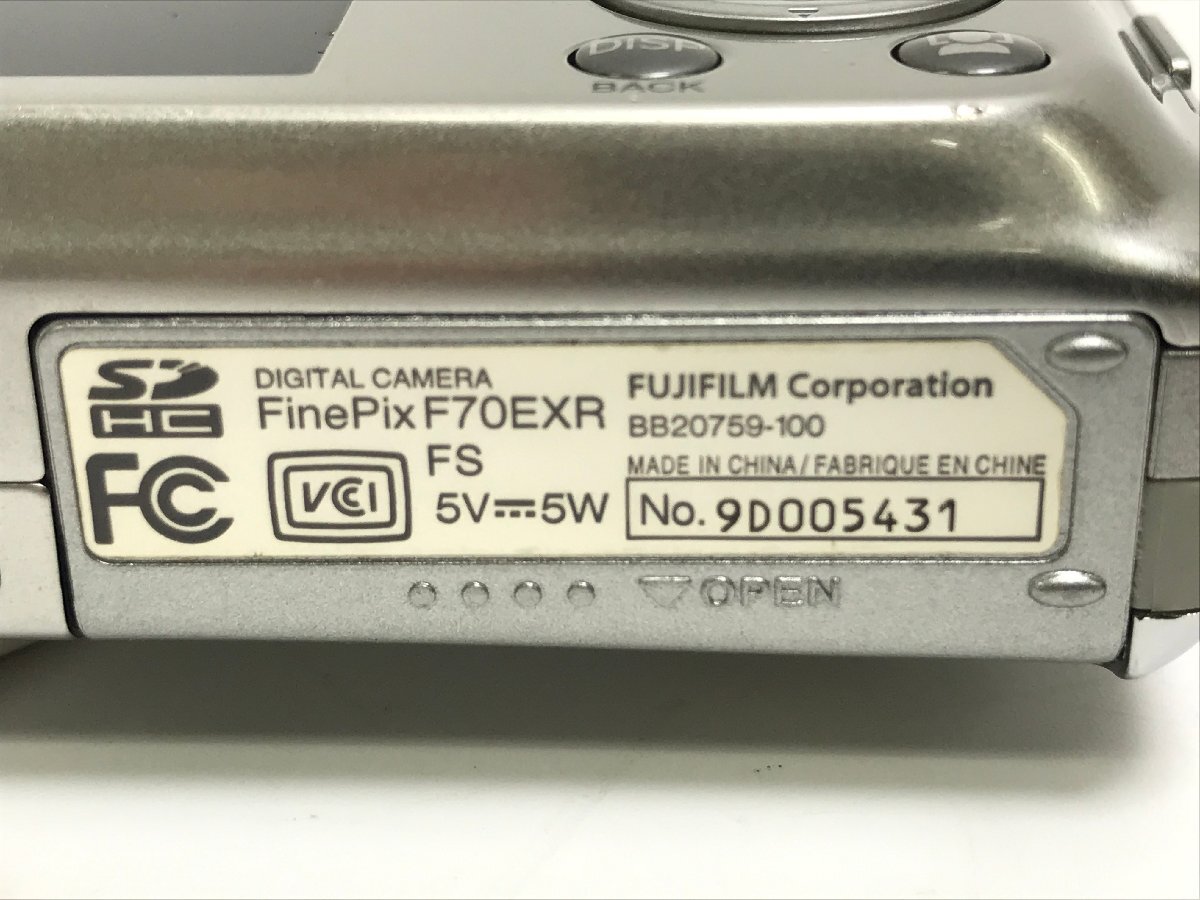 DISP
BACK
SD
HC
FC
VCCI
DIGITAL CAMERA
FinePix F70EXR
FS
5V⎓5W
FUJIFILM Corporation
BB20759-100
MADE IN CHINA/FABRIQUE EN CHINE
No. 9D005431
▽OPEN